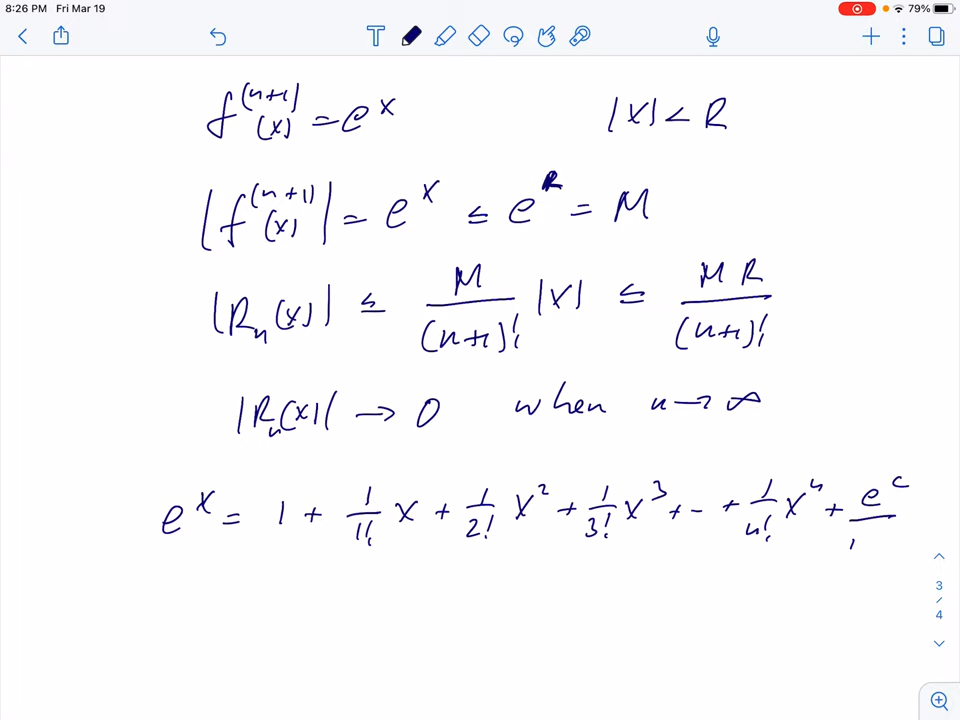 8:26 PM Fri Mar 19 79%
T
f^{(n+1)}(x) = e^x |x| < R
|f^{(n+1)}(x)| = e^x ≤ e^R = M
|R_n(x)| ≤ M/(n+1)! |x| ≤ MR/(n+1)!
|R_n(x)| → 0 when n → ∞
e^x = 1 + 1/1! x + 1/2! x^2 + 1/3! x^3 + - + 1/n! x^n + e^c/
3
/
4